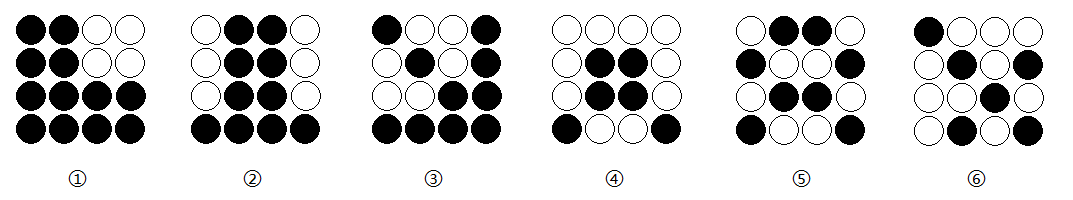 ① ② ③ ④ ⑤ ⑥